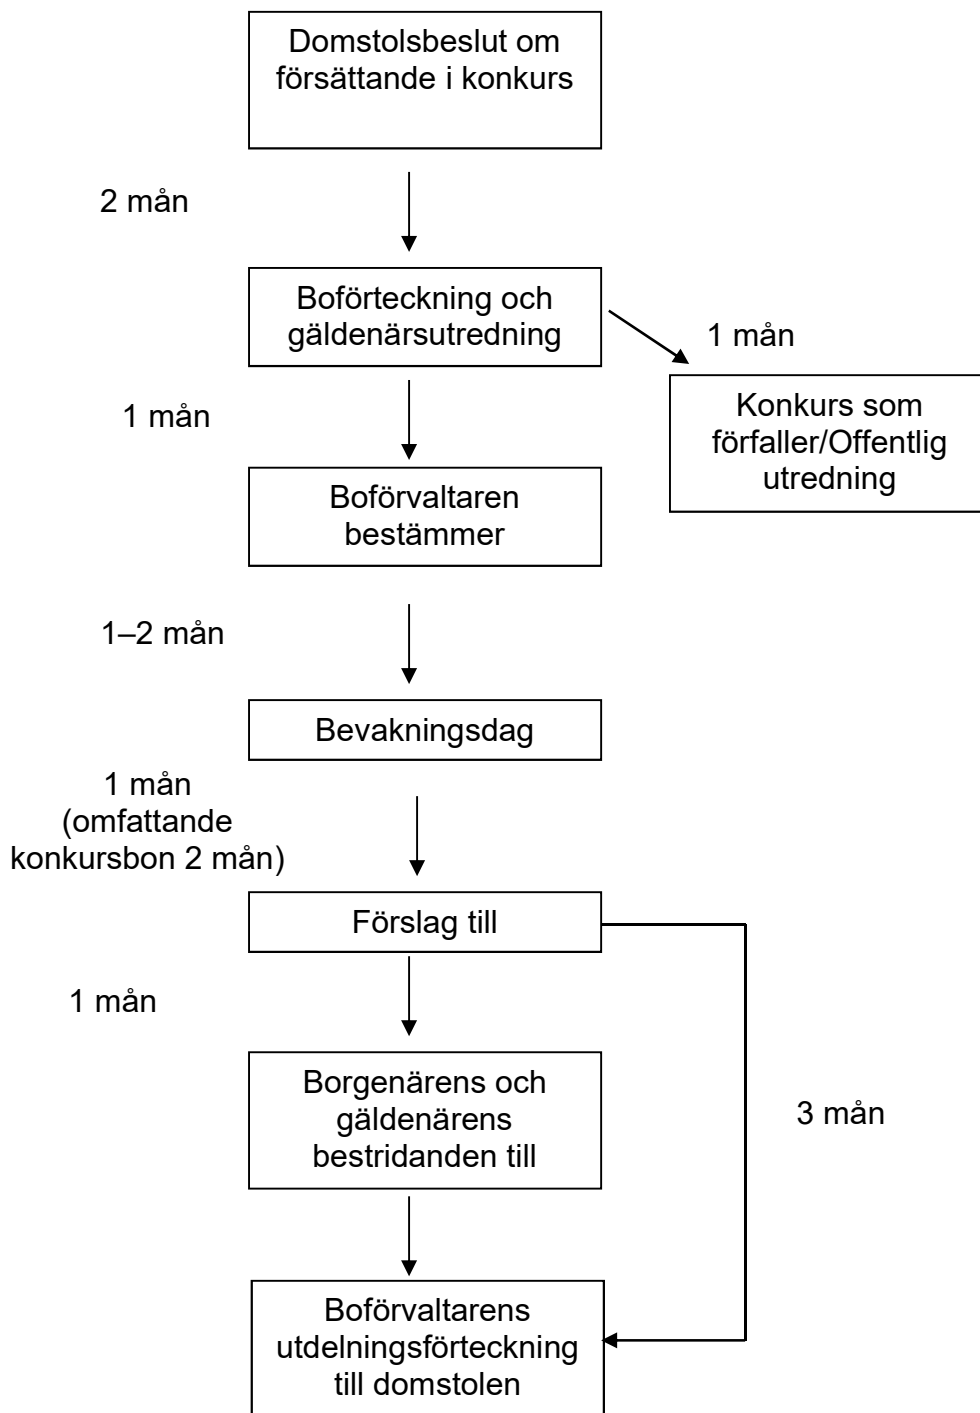 Domstolsbeslut om
försättande i konkurs
2 mån
Boförteckning och
gäldenärsutredning
1 mån
Konkurs som
förfaller/Offentlig
utredning
1 mån
Boförvaltaren
bestämmer
1–2 mån
Bevakningsdag
1 mån
(omfattande
konkursbon 2 mån)
Förslag till
1 mån
Borgenärens och
gäldenärens
bestridanden till
3 mån
Boförvaltarens
utdelningsförteckning
till domstolen